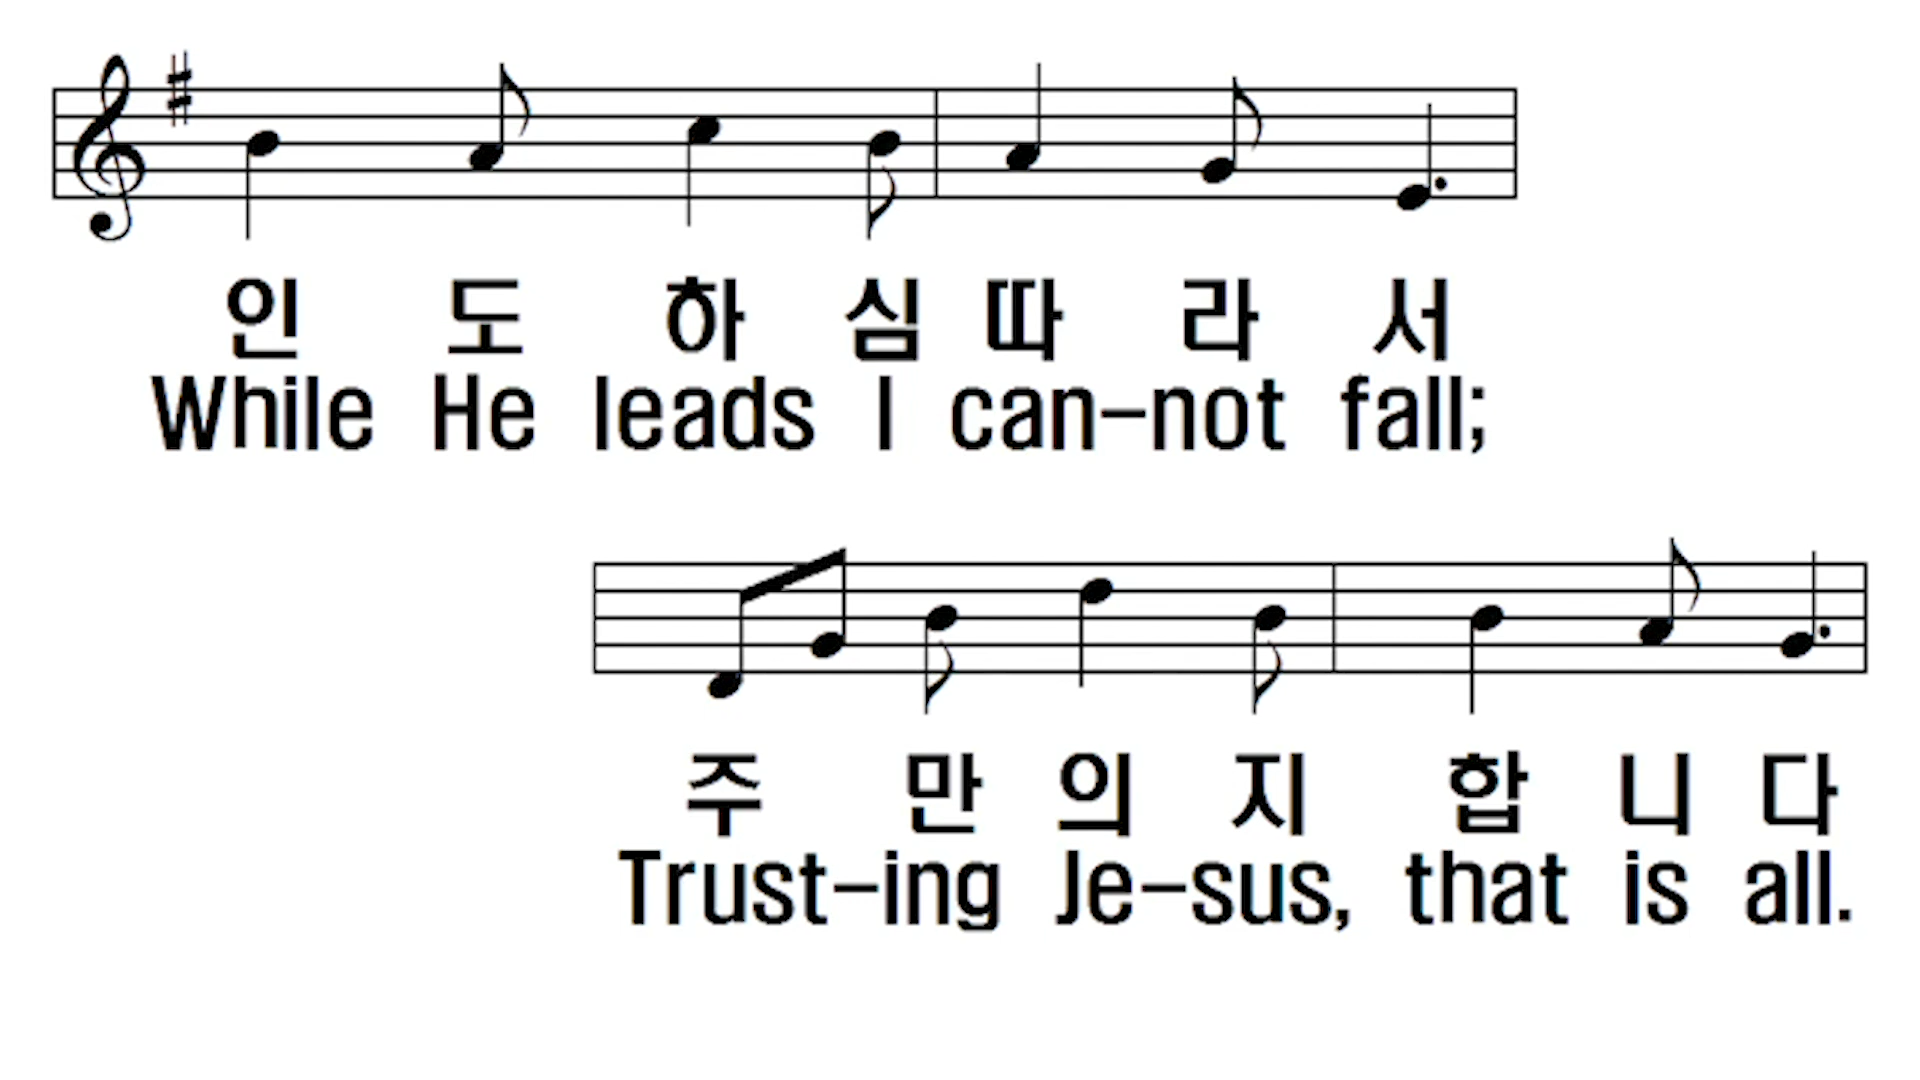 인 도 하 심 따 라 서
While He leads I can-not fall;
주 만 의 지 합 니 다
Trust-ing Je-sus, that is all.